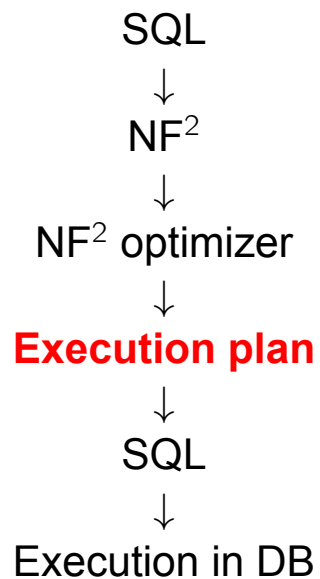 SQL
↓
NF²
↓
NF² optimizer
↓
Execution plan
↓
SQL
↓
Execution in DB